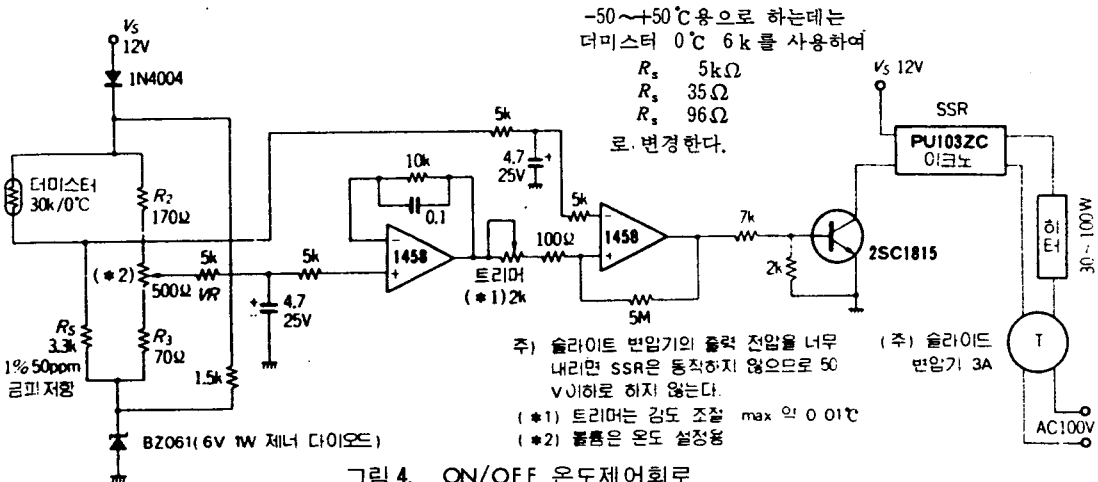 -50~+50℃용으로 하는데는
더미스터 0℃ 6k 를 사용하여
Rs 5kΩ
Rs 35Ω
Rs 96Ω
로 변경한다.
Vs
12V
1N4004
더미스터
30k/0℃
R2
170Ω
(*2)
500Ω
VR
5k
4.7
25V
5k
Rs
3.3k
1% 50ppm
금피저항
R3
70Ω
1.5k
BZ061(6V 1W 제너 다이오드)
10k
0.1
1458
트리머
(*1)2k
5k
4.7
25V
5k
100Ω
1458
5M
7k
2k
2SC1815
Vs 12V
SSR
PU103ZC
이크노
히터
30~100W
T
AC100V
(주) 슬라이드
변압기 3A
주) 슬라이트 변압기의 출력 전압을 너무
내리면 SSR은 동작하지 않으므로 50
V이하로 하지 않는다.
(*1) 트리머는 감도 조절 max 약 0 01℃
(*2) 볼륨은 온도 설정용
그림 4. ON/OFF 온도제어회로